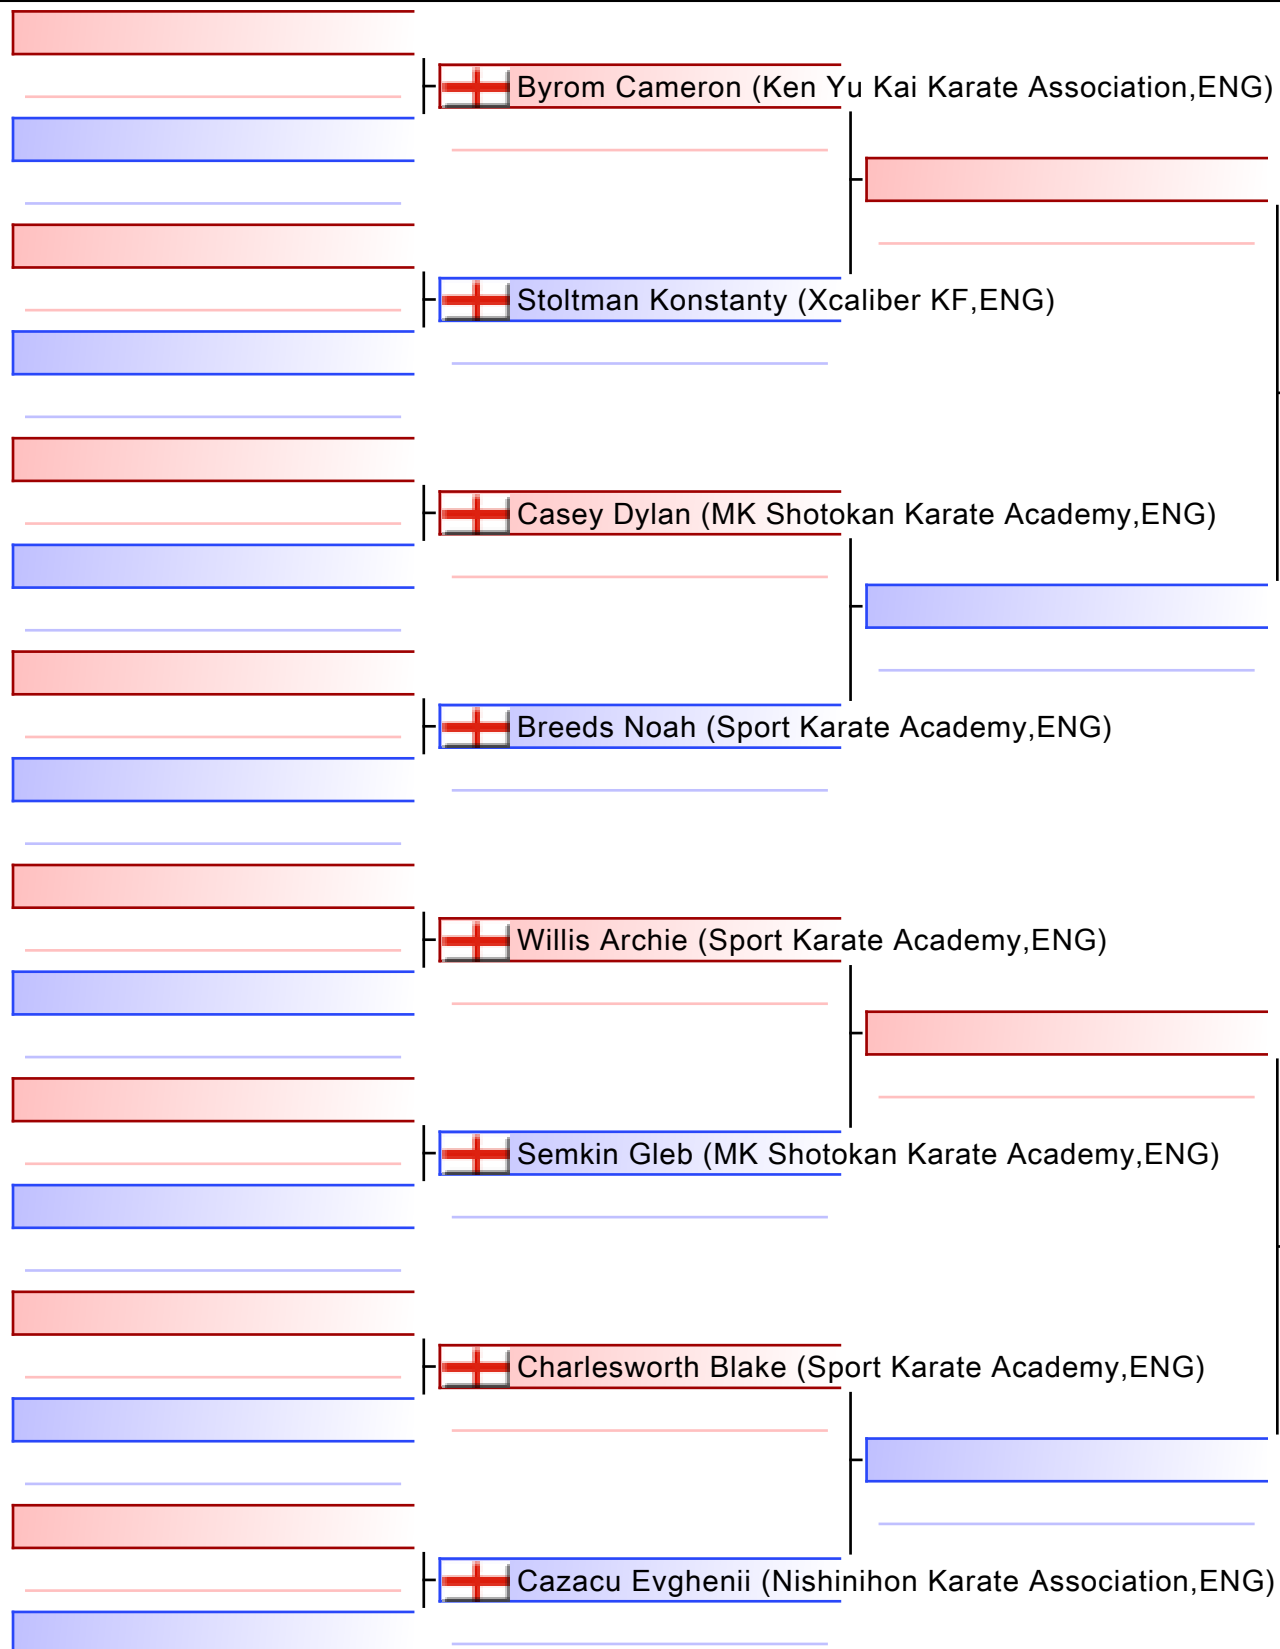 Byrom Cameron (Ken Yu Kai Karate Association,ENG)
Stoltman Konstanty (Xcaliber KF,ENG)
Casey Dylan (MK Shotokan Karate Academy,ENG)
Breeds Noah (Sport Karate Academy,ENG)
Willis Archie (Sport Karate Academy,ENG)
Semkin Gleb (MK Shotokan Karate Academy,ENG)
Charlesworth Blake (Sport Karate Academy,ENG)
Cazacu Evghenii (Nishinihon Karate Association,ENG)